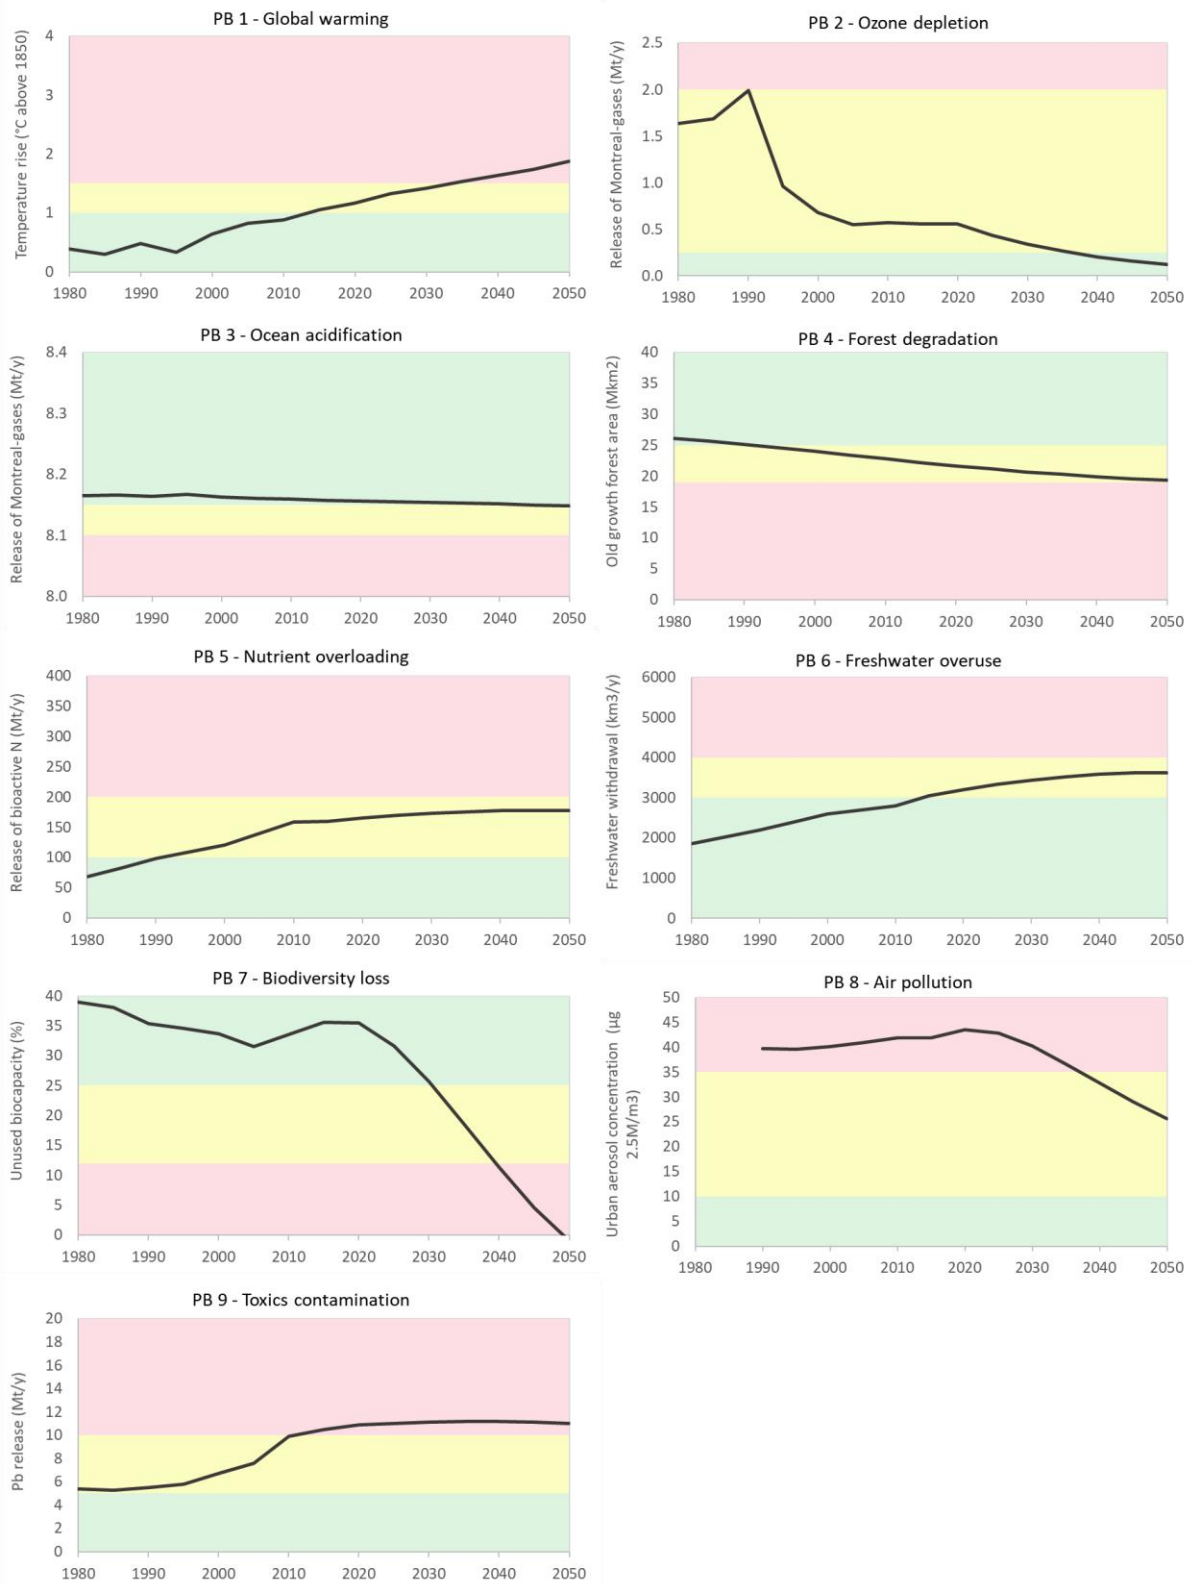 PB 1 - Global warming
Temperature rise (°C above 1850)
4
3
2
1
0
1980 1990 2000 2010 2020 2030 2040 2050
PB 2 - Ozone depletion
Release of Montreal-gases (Mt/y)
2.5
2.0
1.5
1.0
0.5
0.0
1980 1990 2000 2010 2020 2030 2040 2050
PB 3 - Ocean acidification
Release of Montreal-gases (Mt/y)
8.4
8.3
8.2
8.1
8.0
1980 1990 2000 2010 2020 2030 2040 2050
PB 4 - Forest degradation
Old growth forest area (Mkm2)
40
35
30
25
20
15
10
5
0
1980 1990 2000 2010 2020 2030 2040 2050
PB 5 - Nutrient overloading
Release of bioactive N (Mt/y)
400
350
300
250
200
150
100
50
0
1980 1990 2000 2010 2020 2030 2040 2050
PB 6 - Freshwater overuse
Freshwater withdrawal (km3/y)
6000
5000
4000
3000
2000
1000
0
1980 1990 2000 2010 2020 2030 2040 2050
PB 7 - Biodiversity loss
Unused biocapacity (%)
40
35
30
25
20
15
10
5
0
1980 1990 2000 2010 2020 2030 2040 2050
PB 8 - Air pollution
Urban aerosol concentration (µg
2.5M/m3)
50
45
40
35
30
25
20
15
10
5
0
1980 1990 2000 2010 2020 2030 2040 2050
PB 9 - Toxics contamination
Pb release (Mt/y)
20
18
16
14
12
10
8
6
4
2
0
1980 1990 2000 2010 2020 2030 2040 2050